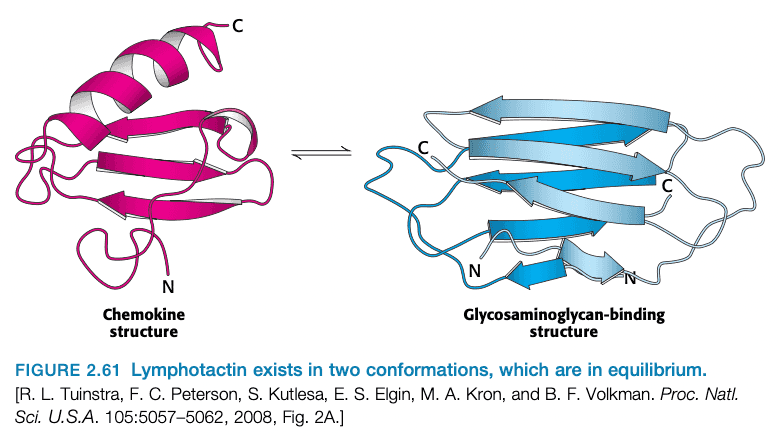 C
N
Chemokine
structure
C
C
N
N
Glycosaminoglycan-binding
structure
FIGURE 2.61 Lymphotactin exists in two conformations, which are in equilibrium.
[R. L. Tuinstra, F. C. Peterson, S. Kutlesa, E. S. Elgin, M. A. Kron, and B. F. Volkman. Proc. Natl.
Sci. U.S.A. 105:5057–5062, 2008, Fig. 2A.]